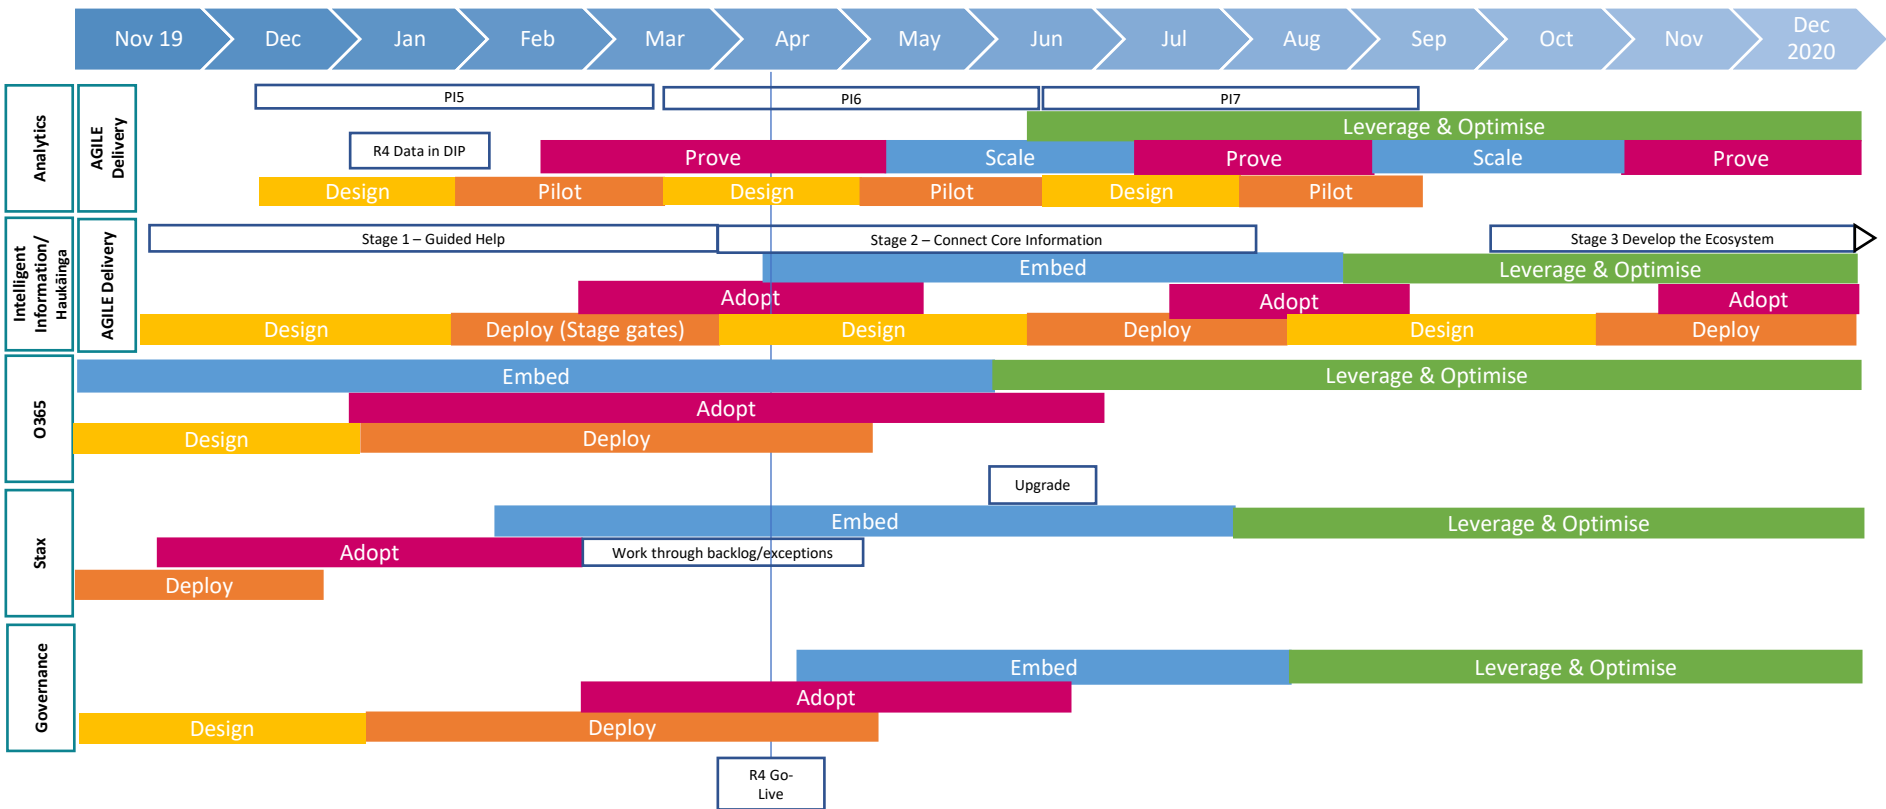 Nov 19
Dec
Jan
Feb
Mar
Apr
May
Jun
Jul
Aug
Sep
Oct
Nov
Dec
2020
Analytics
AGILE
Delivery
PI5
PI6
PI7
Leverage & Optimise
R4 Data in DIP
Prove
Scale
Prove
Scale
Prove
Design
Pilot
Design
Pilot
Design
Pilot
Intelligent
Information/
Haukāinga
AGILE Delivery
Stage 1 – Guided Help
Stage 2 – Connect Core Information
Stage 3 Develop the Ecosystem
Embed
Leverage & Optimise
Adopt
Adopt
Adopt
Design
Deploy (Stage gates)
Design
Deploy
Design
Deploy
O365
Embed
Leverage & Optimise
Adopt
Design
Deploy
Stax
Upgrade
Embed
Leverage & Optimise
Adopt
Work through backlog/exceptions
Deploy
Governance
Embed
Leverage & Optimise
Adopt
Design
Deploy
R4 Go-
Live